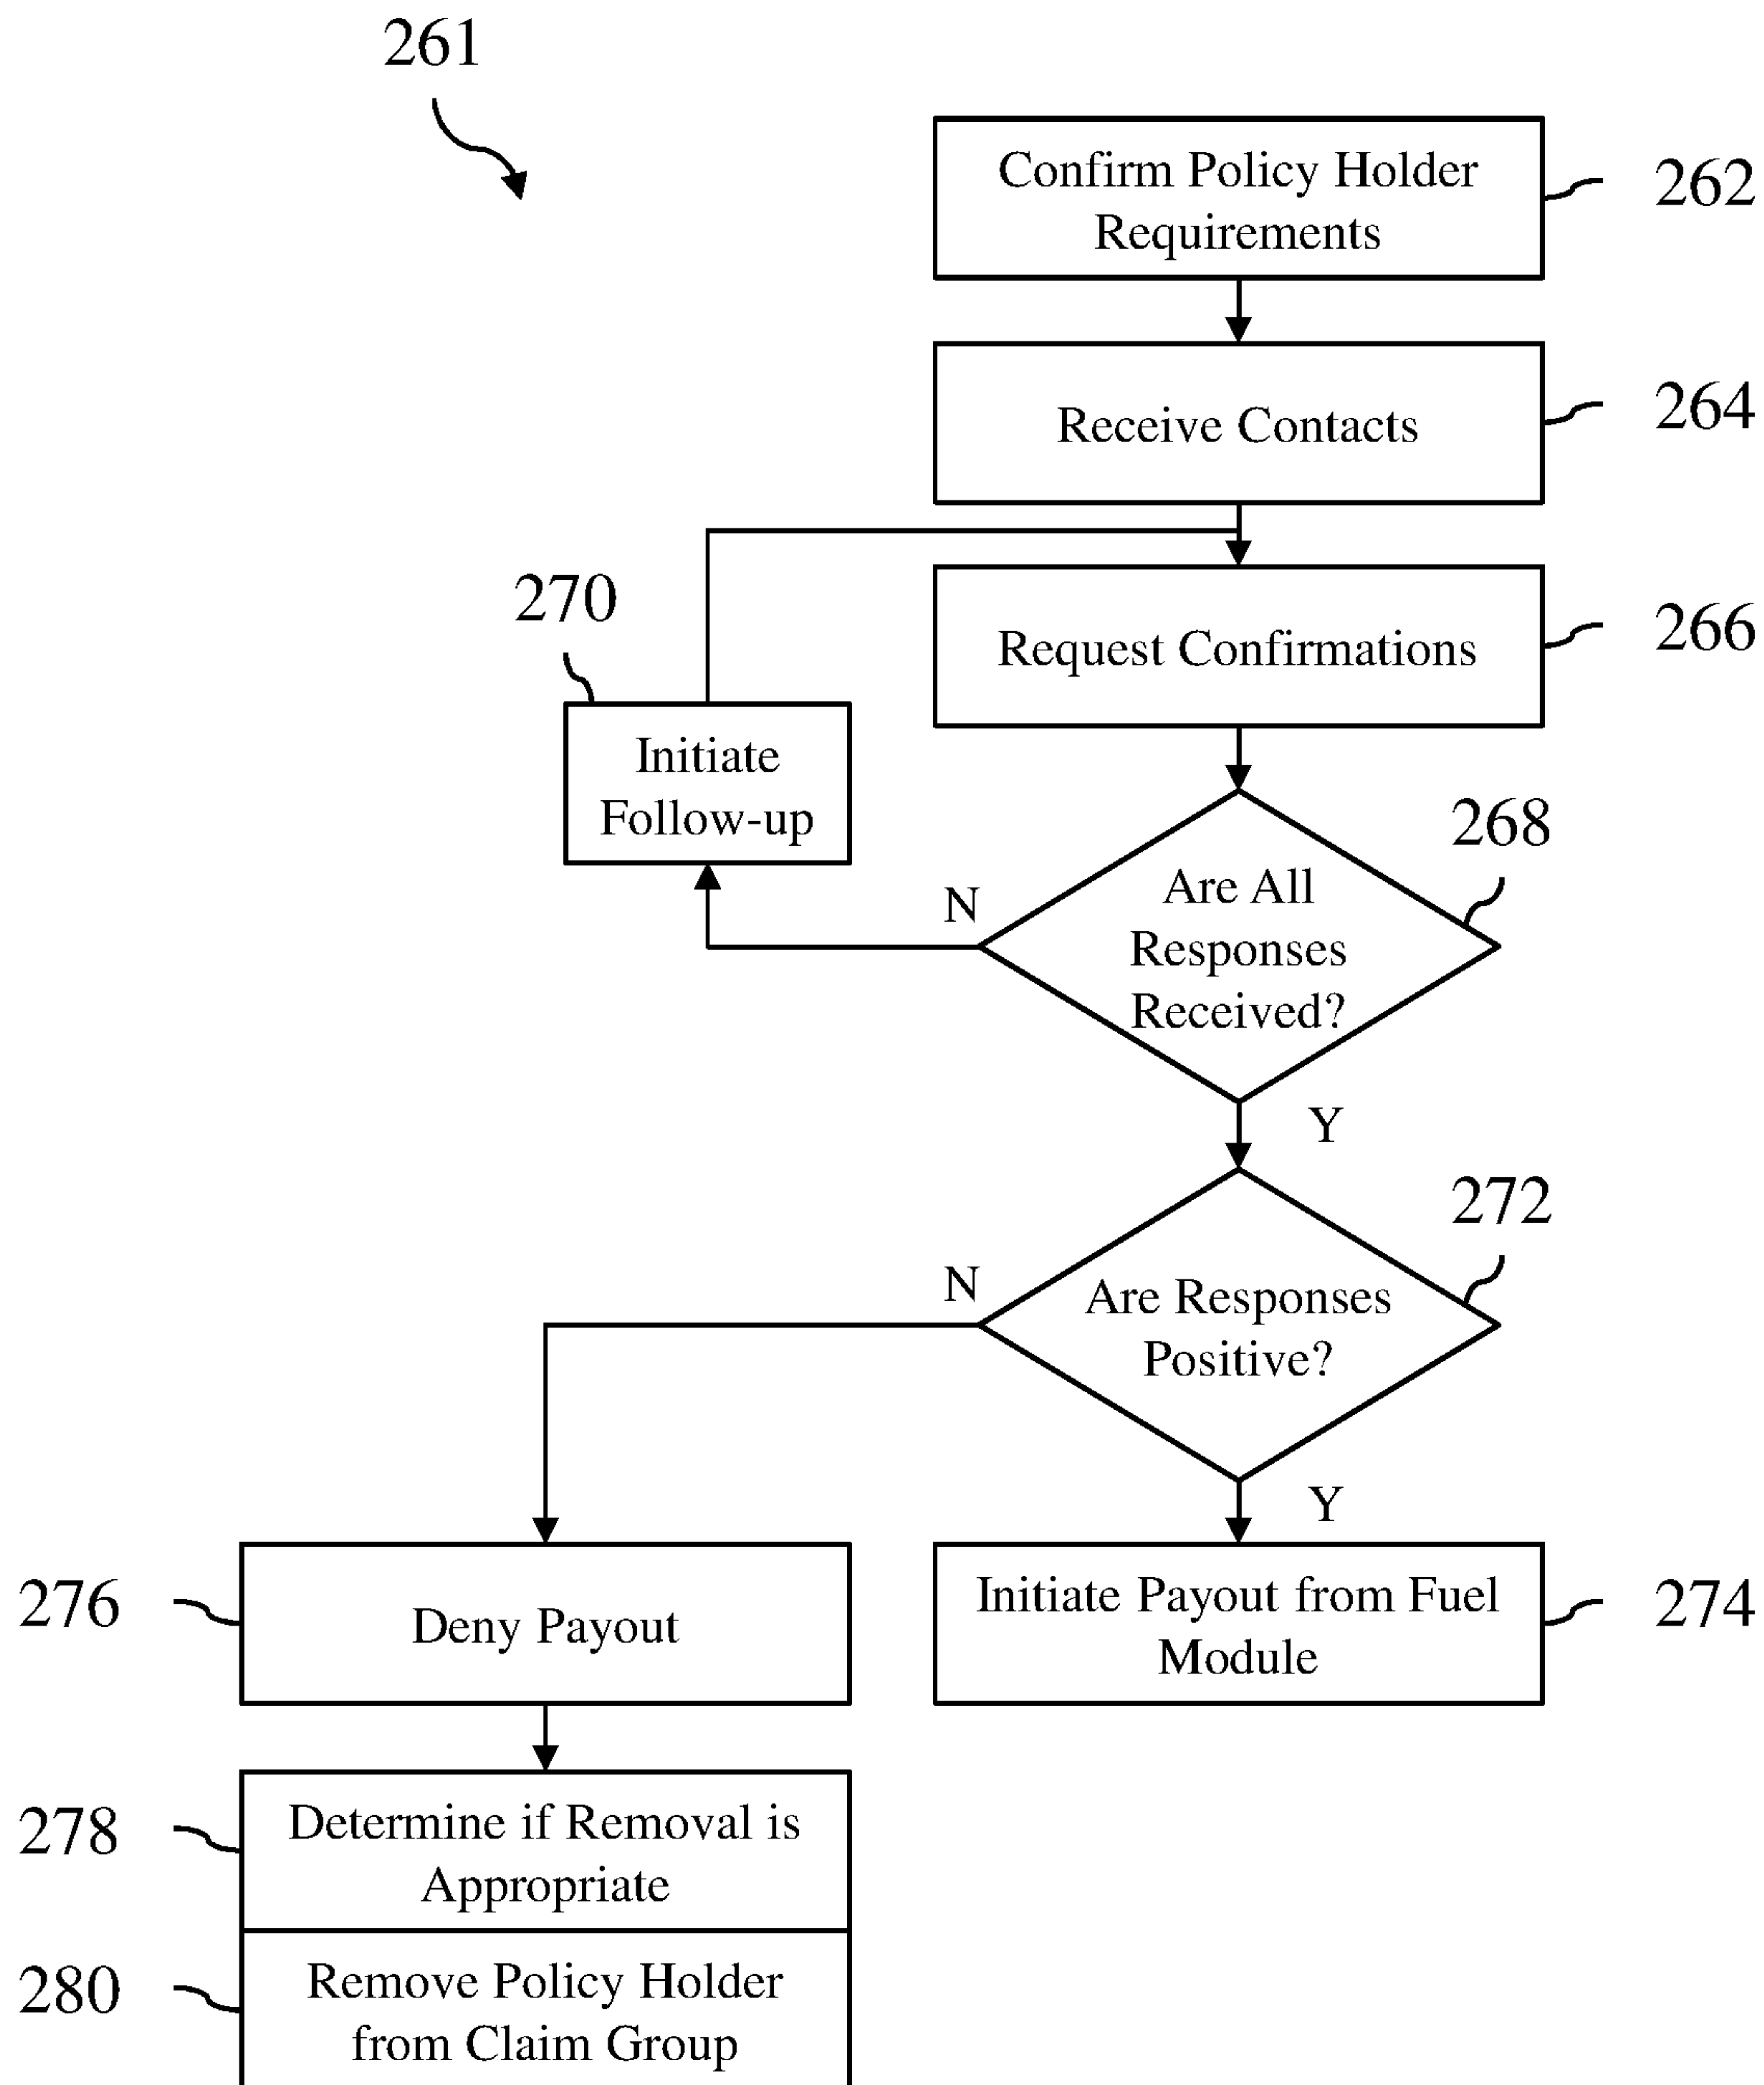 261
Confirm Policy Holder
Requirements
262
Receive Contacts
264
270
Request Confirmations
266
Initiate
Follow-up
268
N
Are All
Responses
Received?
Y
272
N
Are Responses
Positive?
Y
276
Deny Payout
Initiate Payout from Fuel
Module
274
278
Determine if Removal is
Appropriate
280
Remove Policy Holder
from Claim Group